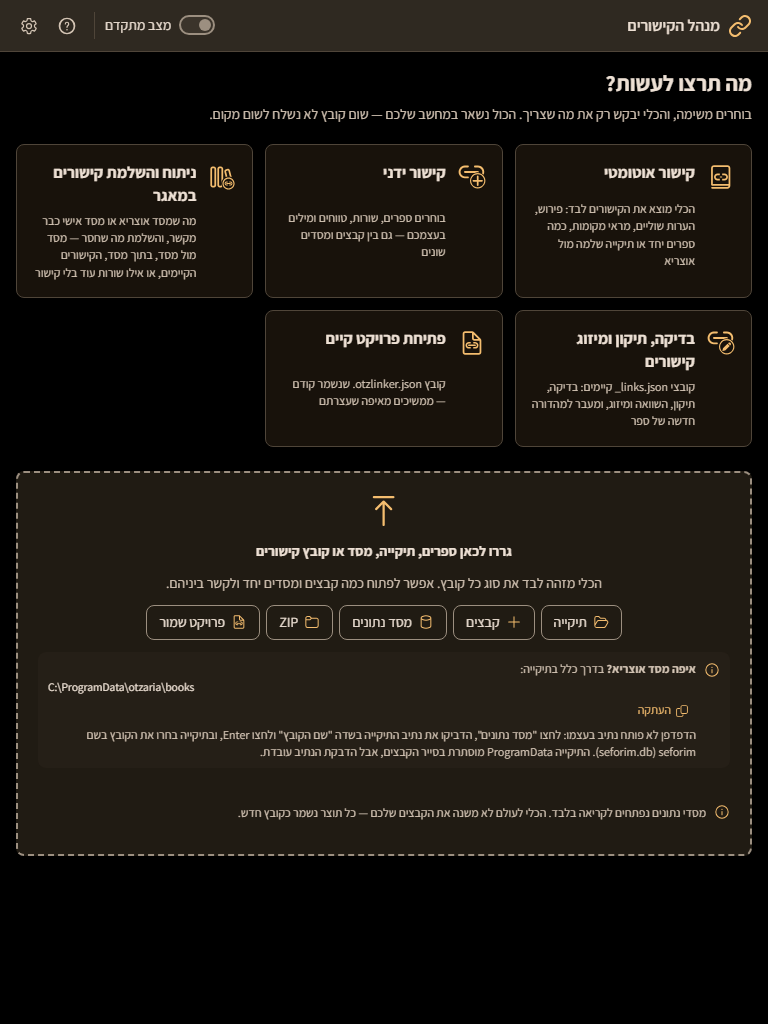 מנהל הקישורים
מצב מתקדם
מה תרצו לעשות?
בוחרים משימה, והכלי יבקש רק את מה שצריך. הכול נשאר במחשב שלכם — שום קובץ לא נשלח לשום מקום.
קישור אוטומטי
הכלי מוצא את הקישורים לבד: פירוש,
הערות שוליים, מראי מקומות, כמה
ספרים יחד או תיקייה שלמה מול
אוצריא
קישור ידני
בוחרים ספרים, שורות, טווחים ומילים
בעצמכם — גם בין קבצים ומסדים
שונים
ניתוח והשלמת קישורים
במאגר
מה שמסד אוצריא או מסד אישי כבר
מקשר, והשלמת מה שחסר — מסד
מול מסד, בתוך מסד, הקישורים
הקיימים, או אילו שורות עוד בלי קישור
בדיקה, תיקון ומיזוג
קישורים
קובצי links.json_ קיימים: בדיקה,
תיקון, השוואה ומיזוג, ומעבר למהדורה
חדשה של ספר
פתיחת פרויקט קיים
קובץ otzlinker.json. שנשמר קודם
— ממשיכים מאיפה שעצרתם
גררו לכאן ספרים, תיקייה, מסד או קובץ קישורים
הכלי מזהה לבד את סוג כל קובץ. אפשר לפתוח כמה קבצים ומסדים יחד ולקשר ביניהם.
תיקייה
קבצים
מסד נתונים
ZIP
פרויקט שמור
איפה מסד אוצריא? בדרך כלל בתיקייה:
C:\ProgramData\otzaria\books
העתקה
הדפדפן לא פותח נתיב בעצמו: לחצו "מסד נתונים", הדביקו את נתיב התיקייה בשדה "שם הקובץ" ולחצו Enter, ובתיקייה בחרו את הקובץ בשם
seforim (seforim.db). התיקייה ProgramData מוסתרת בסייר הקבצים, אבל הדבקת הנתיב עובדת.
מסדי נתונים נפתחים לקריאה בלבד. הכלי לעולם לא משנה את הקבצים שלכם — כל תוצר נשמר כקובץ חדש.